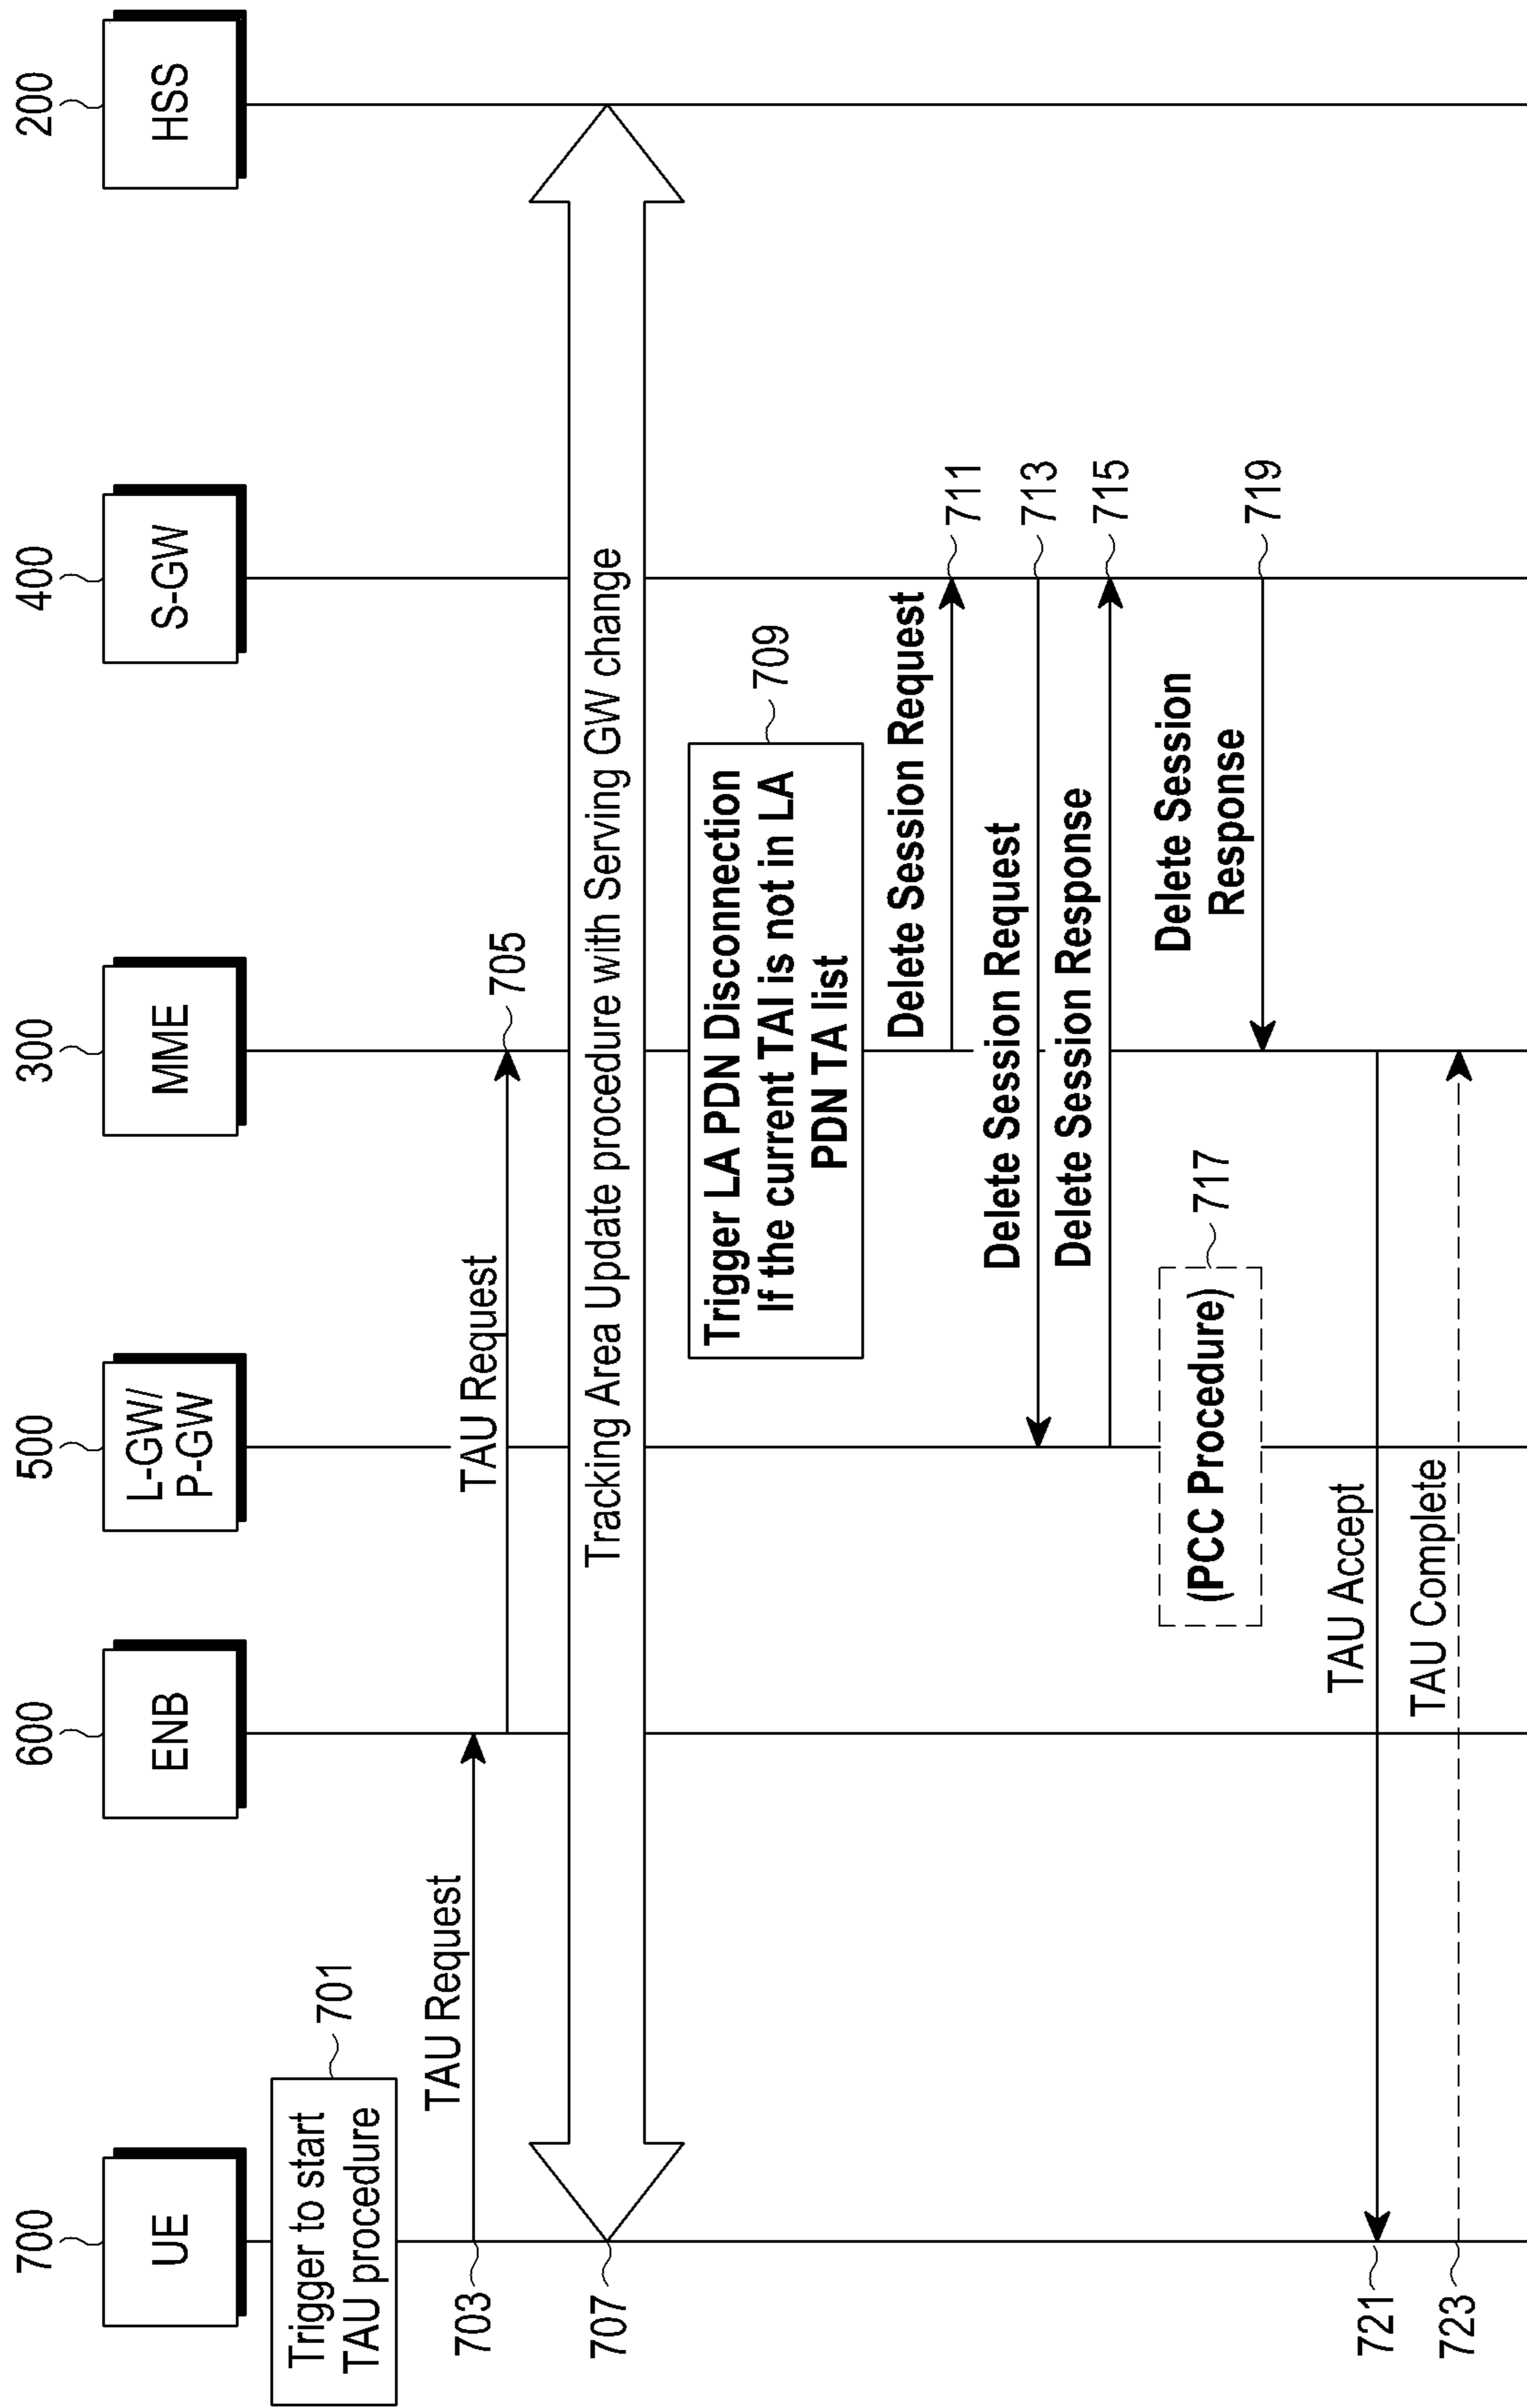 700
600
500
300
400
200
UE
ENB
L-GW/
P-GW
MME
S-GW
HSS
Trigger to start
TAU procedure
701
TAU Request
703
TAU Request
705
Tracking Area Update procedure with Serving GW change
707
Trigger LA PDN Disconnection
If the current TAI is not in LA
PDN TA list
709
Delete Session Request
711
Delete Session Request
713
Delete Session Response
715
(PCC Procedure)
717
Delete Session
Response
719
TAU Accept
721
TAU Complete
723